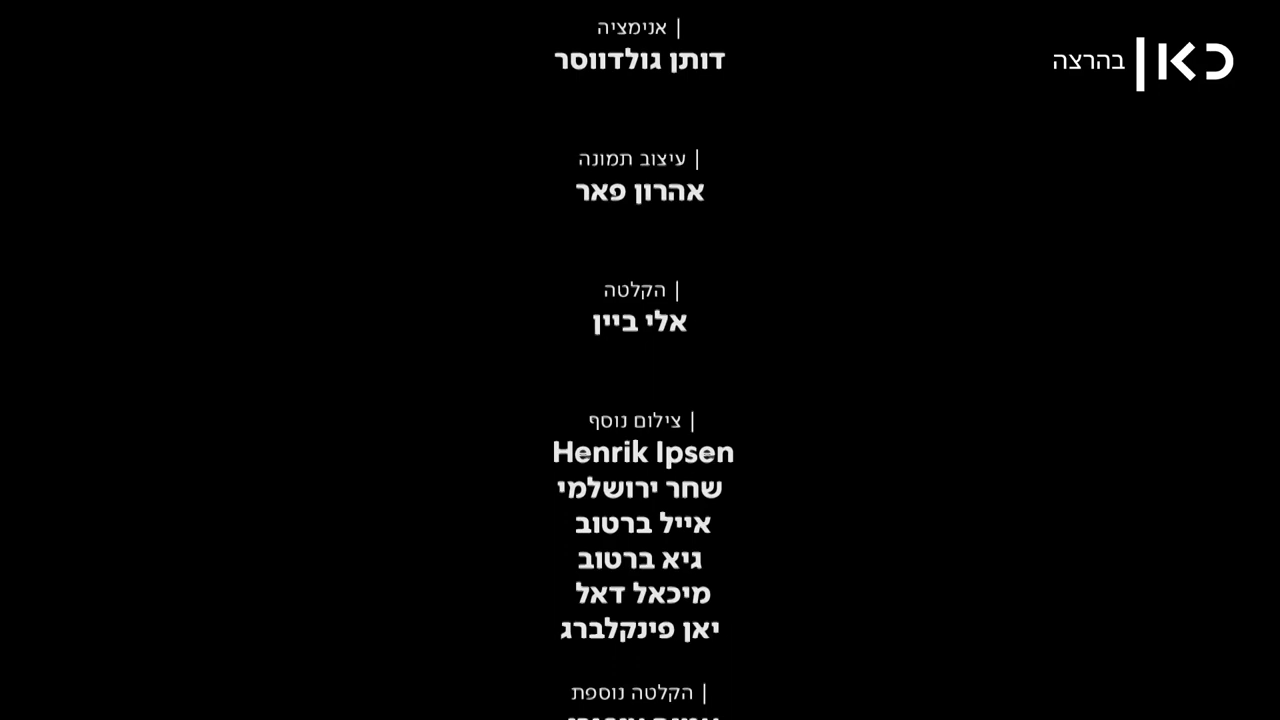 אנימציה |
דותן גולדווסר
כאן | בהרצה
עיצוב תמונה |
אהרון פאר
הקלטה |
אלי ביין
צילום נוסף |
Henrik Ipsen
שחר ירושלמי
אייל ברטוב
גיא ברטוב
מיכאל דאל
יאן פינקלברג
הקלטה נוספת |